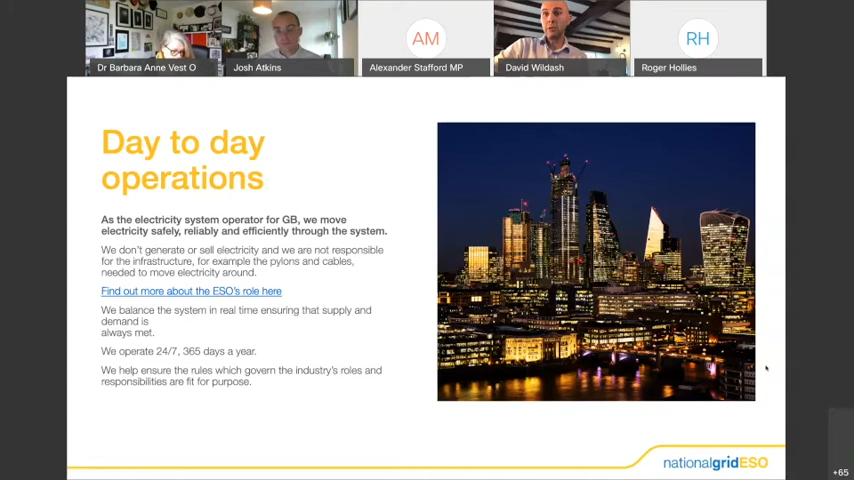 Dr Barbara Anne Vest O
Josh Atkins
AM
Alexander Stafford MP
David Wildash
RH
Roger Hollies
Day to day
operations
As the electricity system operator for GB, we move
electricity safely, reliably and efficiently through the system.
We don't generate or sell electricity and we are not responsible
for the infrastructure, for example the pylons and cables,
needed to move electricity around.
Find out more about the ESO's role here
We balance the system in real time ensuring that supply and
demand is
always met.
We operate 24/7, 365 days a year.
We help ensure the rules which govern the industry's roles and
responsibilities are fit for purpose.
nationalgridESO
+65